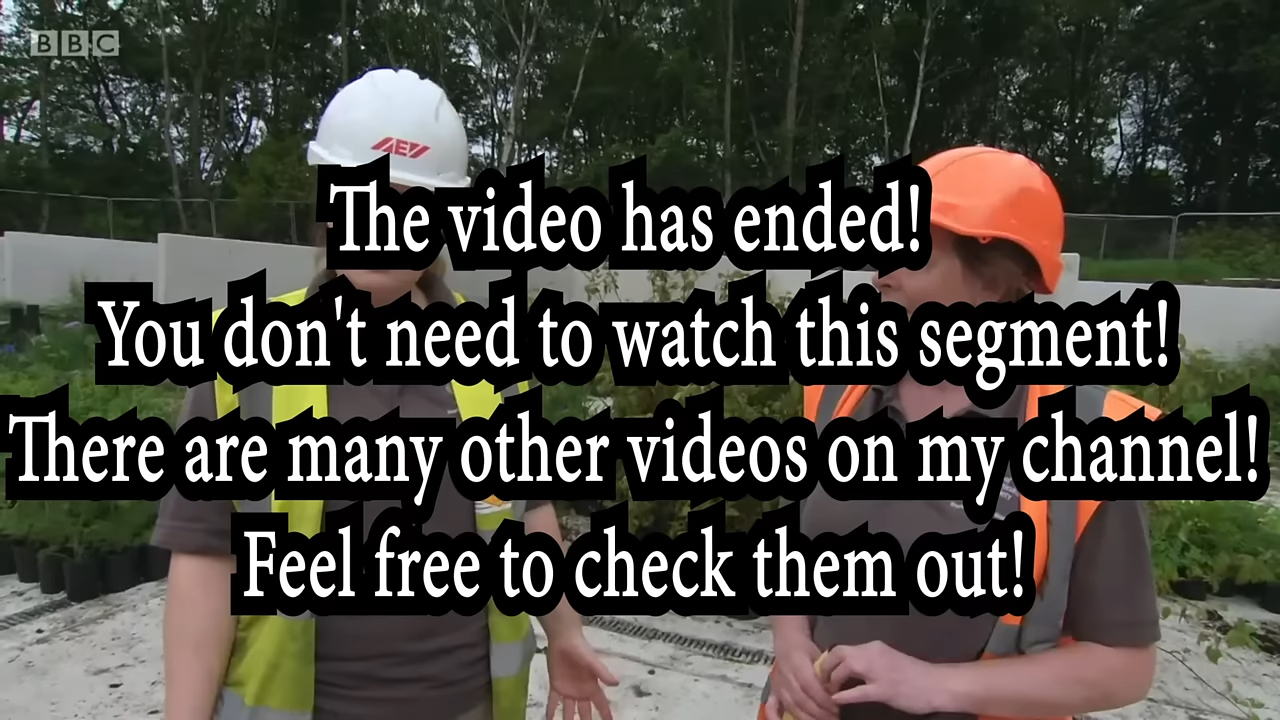 BBC
The video has ended!
You don't need to watch this segment!
There are many other videos on my channel!
Feel free to check them out!